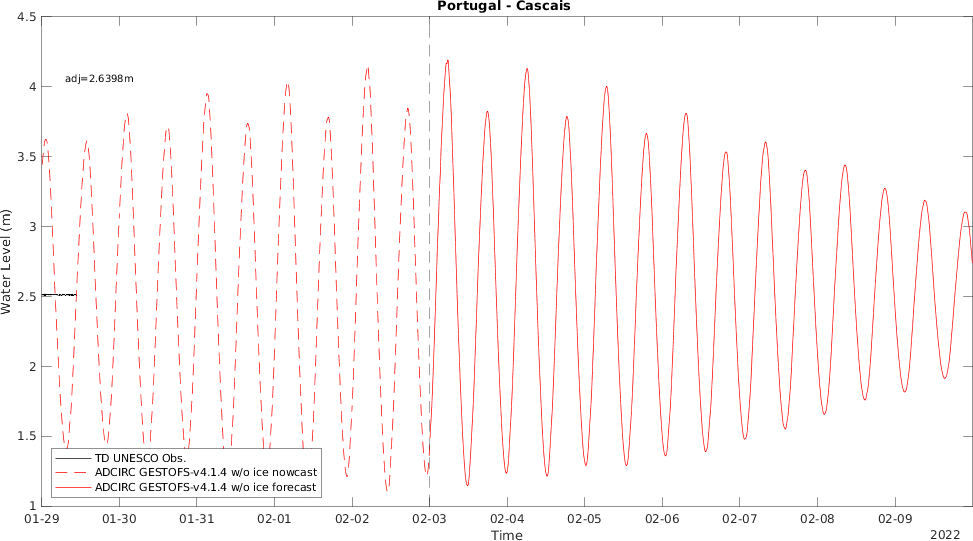 Portugal - Cascais
4.5
adj=2.6398m
4
3.5
3
2.5
2
1.5
1
Water Level (m)
TD UNESCO Obs.
ADCIRC GESTOFS-v4.1.4 w/o ice nowcast
ADCIRC GESTOFS-v4.1.4 w/o ice forecast
01-29 01-30 01-31 02-01 02-02 02-03 02-04 02-05 02-06 02-07 02-08 02-09
Time
2022